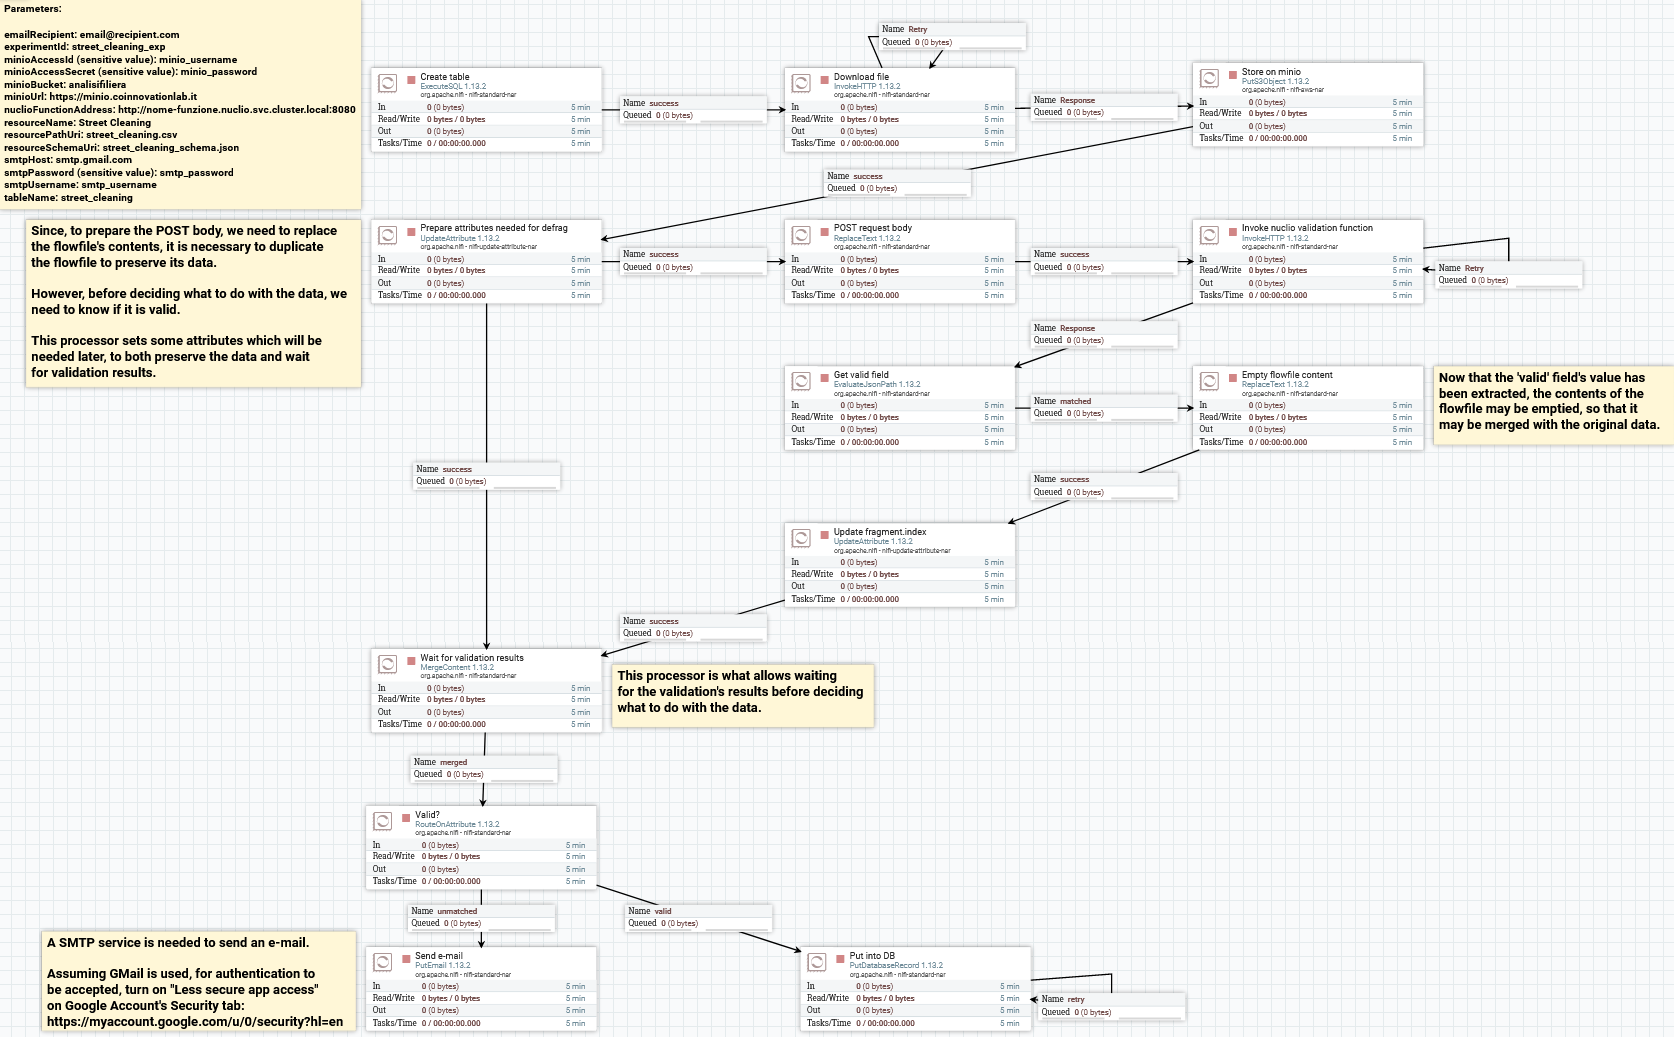 Parameters:
emailRecipient: email@recipient.com
experimentId: street_cleaning_exp
minioAccessId (sensitive value): minio_username
minioAccessSecret (sensitive value): minio_password
minioBucket: analisifiliera
minioUrl: https://minio.coinnovationlab.it
nuclioFunctionAddress: http://nome-funzione.nuclio.svc.cluster.local:8080
resourceName: Street Cleaning
resourcePathUri: street_cleaning.csv
resourceSchemaUri: street_cleaning_schema.json
smtpHost: smtp.gmail.com
smtpPassword (sensitive value): smtp_password
smtpUsername: smtp_username
tableName: street_cleaning
Name Retry
Queued 0 (0 bytes)
Create table
ExecuteSQL 1.13.2
org.apache.nifi - nifi-standard-nar
In 0 (0 bytes) 5 min
Read/Write 0 bytes / 0 bytes 5 min
Out 0 (0 bytes) 5 min
Tasks/Time 0 / 00:00:00.000 5 min
Name success
Queued 0 (0 bytes)
Download file
InvokeHTTP 1.13.2
org.apache.nifi - nifi-standard-nar
In 0 (0 bytes) 5 min
Read/Write 0 bytes / 0 bytes 5 min
Out 0 (0 bytes) 5 min
Tasks/Time 0 / 00:00:00.000 5 min
Name Response
Queued 0 (0 bytes)
Store on minio
PutS3Object 1.13.2
org.apache.nifi - nifi-aws-nar
In 0 (0 bytes) 5 min
Read/Write 0 bytes / 0 bytes 5 min
Out 0 (0 bytes) 5 min
Tasks/Time 0 / 00:00:00.000 5 min
Name success
Queued 0 (0 bytes)
Since, to prepare the POST body, we need to replace
the flowfile's contents, it is necessary to duplicate
the flowfile to preserve its data.
However, before deciding what to do with the data, we
need to know if it is valid.
This processor sets some attributes which will be
needed later, to both preserve the data and wait
for validation results.
Prepare attributes needed for defrag
UpdateAttribute 1.13.2
org.apache.nifi - nifi-update-attribute-nar
In 0 (0 bytes) 5 min
Read/Write 0 bytes / 0 bytes 5 min
Out 0 (0 bytes) 5 min
Tasks/Time 0 / 00:00:00.000 5 min
Name success
Queued 0 (0 bytes)
POST request body
ReplaceText 1.13.2
org.apache.nifi - nifi-standard-nar
In 0 (0 bytes) 5 min
Read/Write 0 bytes / 0 bytes 5 min
Out 0 (0 bytes) 5 min
Tasks/Time 0 / 00:00:00.000 5 min
Name success
Queued 0 (0 bytes)
Invoke nuclio validation function
InvokeHTTP 1.13.2
org.apache.nifi - nifi-standard-nar
In 0 (0 bytes) 5 min
Read/Write 0 bytes / 0 bytes 5 min
Out 0 (0 bytes) 5 min
Tasks/Time 0 / 00:00:00.000 5 min
Name Retry
Queued 0 (0 bytes)
Name Response
Queued 0 (0 bytes)
Get valid field
EvaluateJsonPath 1.13.2
org.apache.nifi - nifi-standard-nar
In 0 (0 bytes) 5 min
Read/Write 0 bytes / 0 bytes 5 min
Out 0 (0 bytes) 5 min
Tasks/Time 0 / 00:00:00.000 5 min
Name matched
Queued 0 (0 bytes)
Empty flowfile content
ReplaceText 1.13.2
org.apache.nifi - nifi-standard-nar
In 0 (0 bytes) 5 min
Read/Write 0 bytes / 0 bytes 5 min
Out 0 (0 bytes) 5 min
Tasks/Time 0 / 00:00:00.000 5 min
Now that the 'valid' field's value has
been extracted, the contents of the
flowfile may be emptied, so that it
may be merged with the original data.
Name success
Queued 0 (0 bytes)
Name success
Queued 0 (0 bytes)
Update fragment.index
UpdateAttribute 1.13.2
org.apache.nifi - nifi-update-attribute-nar
In 0 (0 bytes) 5 min
Read/Write 0 bytes / 0 bytes 5 min
Out 0 (0 bytes) 5 min
Tasks/Time 0 / 00:00:00.000 5 min
Name success
Queued 0 (0 bytes)
Wait for validation results
MergeContent 1.13.2
org.apache.nifi - nifi-standard-nar
In 0 (0 bytes) 5 min
Read/Write 0 bytes / 0 bytes 5 min
Out 0 (0 bytes) 5 min
Tasks/Time 0 / 00:00:00.000 5 min
This processor is what allows waiting
for the validation's results before deciding
what to do with the data.
Name merged
Queued 0 (0 bytes)
Valid?
RouteOnAttribute 1.13.2
org.apache.nifi - nifi-standard-nar
In 0 (0 bytes) 5 min
Read/Write 0 bytes / 0 bytes 5 min
Out 0 (0 bytes) 5 min
Tasks/Time 0 / 00:00:00.000 5 min
Name unmatched
Queued 0 (0 bytes)
Name valid
Queued 0 (0 bytes)
A SMTP service is needed to send an e-mail.
Assuming GMail is used, for authentication to
be accepted, turn on "Less secure app access"
on Google Account's Security tab:
https://myaccount.google.com/u/0/security?hl=en
Send e-mail
PutEmail 1.13.2
org.apache.nifi - nifi-standard-nar
In 0 (0 bytes) 5 min
Read/Write 0 bytes / 0 bytes 5 min
Out 0 (0 bytes) 5 min
Tasks/Time 0 / 00:00:00.000 5 min
Put into DB
PutDatabaseRecord 1.13.2
org.apache.nifi - nifi-standard-nar
In 0 (0 bytes) 5 min
Read/Write 0 bytes / 0 bytes 5 min
Out 0 (0 bytes) 5 min
Tasks/Time 0 / 00:00:00.000 5 min
Name retry
Queued 0 (0 bytes)